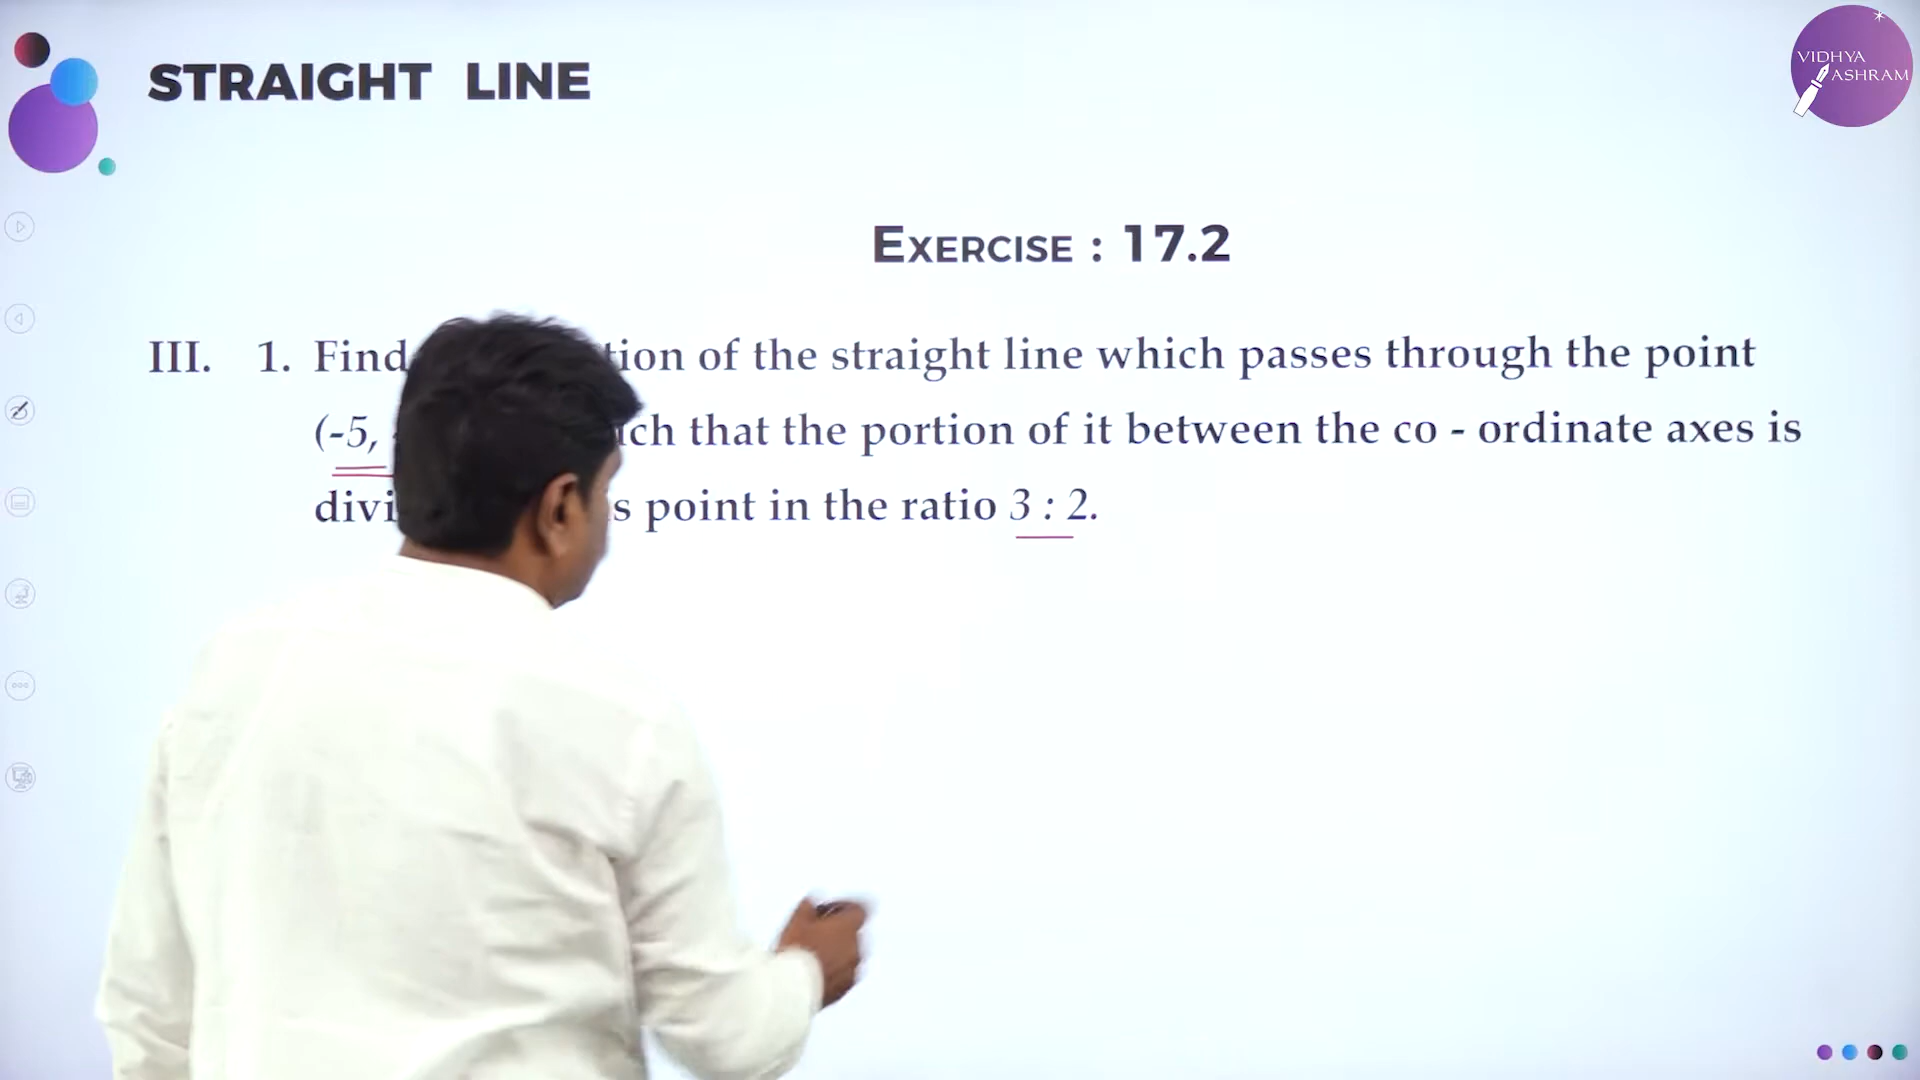 STRAIGHT LINE
VIDHYA
ASHRAM
EXERCISE : 17.2
III. 1. Find tion of the straight line which passes through the point
(-5, ch that the portion of it between the co - ordinate axes is
divi s point in the ratio 3 : 2.